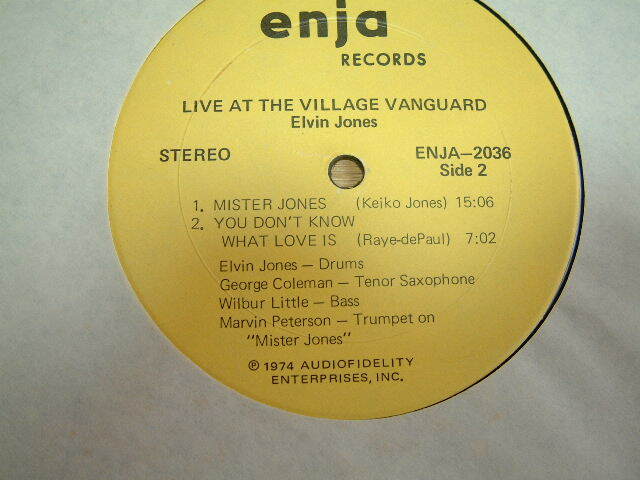 enja
RECORDS
LIVE AT THE VILLAGE VANGUARD
Elvin Jones
STEREO ENJA–2036
Side 2
1. MISTER JONES (Keiko Jones) 15:06
2. YOU DON'T KNOW
WHAT LOVE IS (Raye-dePaul) 7:02
Elvin Jones – Drums
George Coleman – Tenor Saxophone
Wilbur Little – Bass
Marvin Peterson – Trumpet on
"Mister Jones"
℗ 1974 AUDIOFIDELITY
ENTERPRISES, INC.